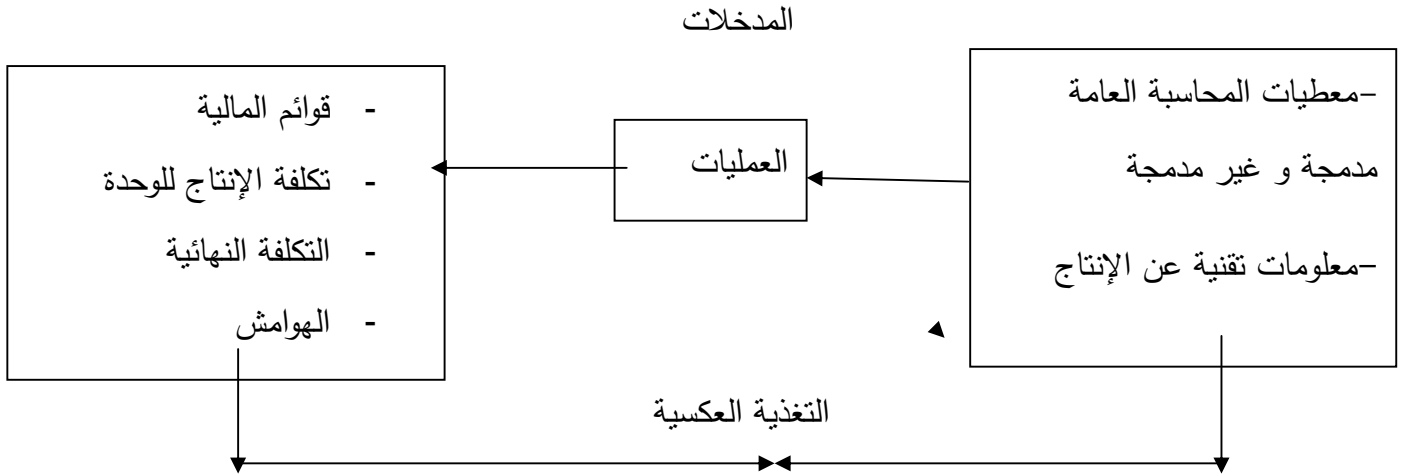 المدخلات
–معطيات المحاسبة العامة
مدمجة و غير مدمجة
–معلومات تقنية عن الإنتاج
العمليات
- قوائم المالية
- تكلفة الإنتاج للوحدة
- التكلفة النهائية
- الهوامش
التغذية العكسية